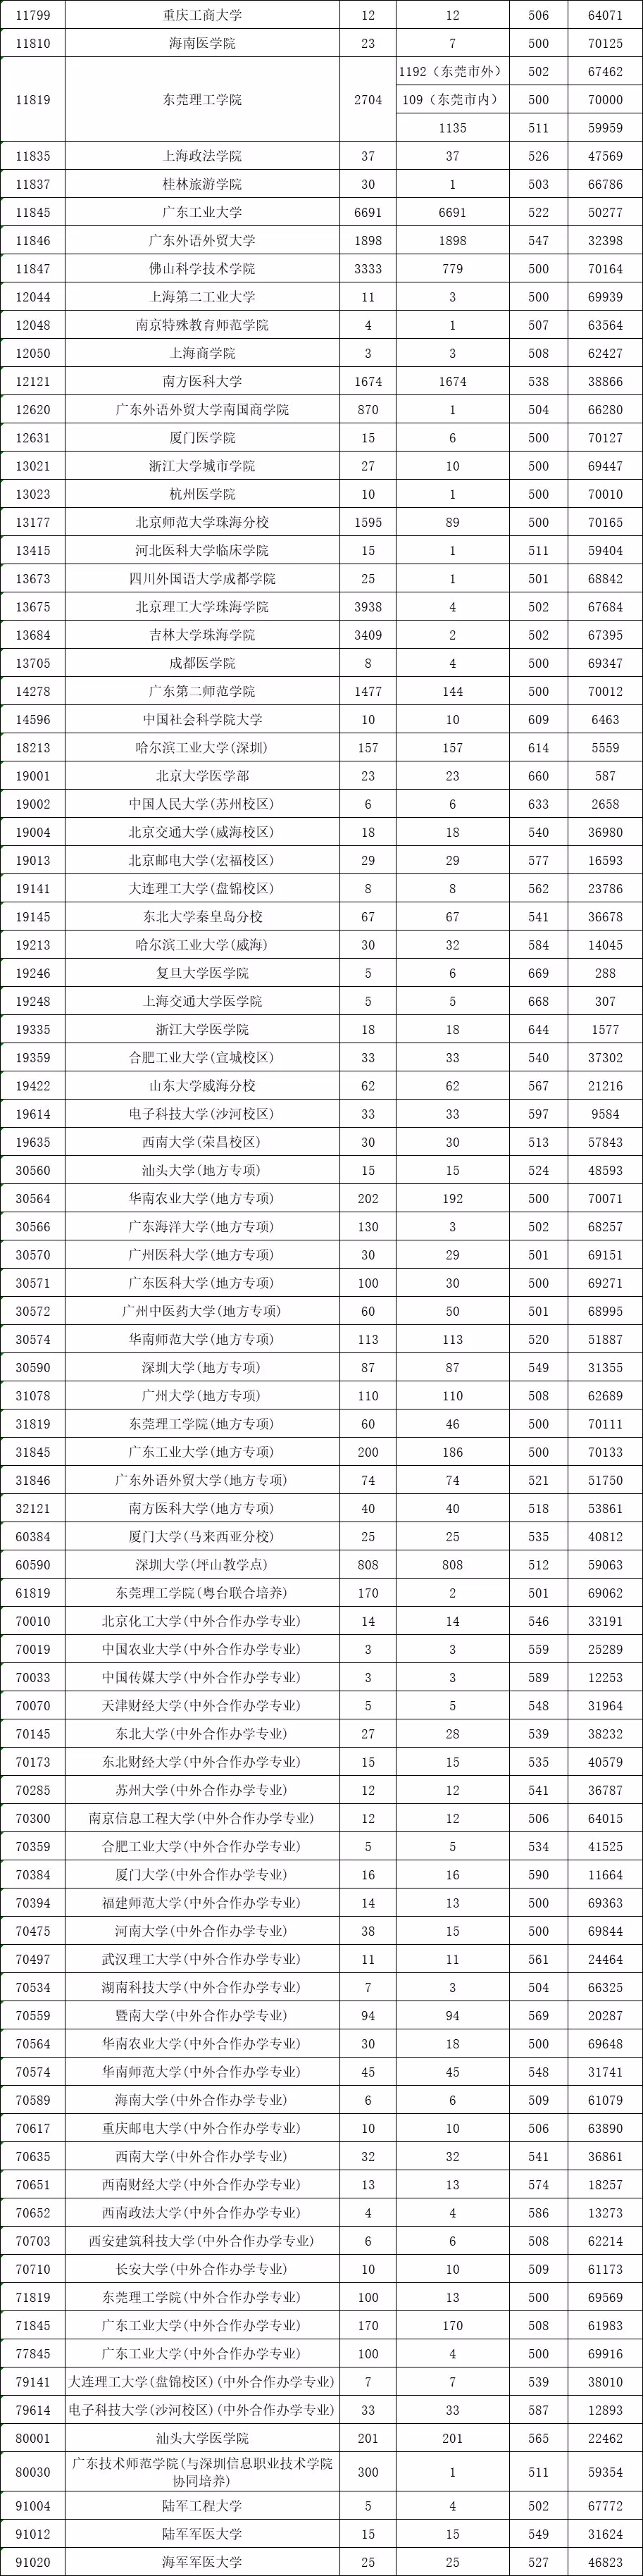 11799 重庆工商大学 12 12 506 64071
11810 海南医学院 23 7 500 70125
11819 东莞理工学院 2704 1192（东莞市外） 502 67462
109（东莞市内） 500 70000
1135 511 59959
11835 上海政法学院 37 37 526 47569
11837 桂林旅游学院 30 1 503 66786
11845 广东工业大学 6691 6691 522 50277
11846 广东外语外贸大学 1898 1898 547 32398
11847 佛山科学技术学院 3333 779 500 70164
12044 上海第二工业大学 11 3 500 69939
12048 南京特殊教育师范学院 4 1 507 63564
12050 上海商学院 3 3 508 62427
12121 南方医科大学 1674 1674 538 38866
12620 广东外语外贸大学南国商学院 870 1 504 66280
12631 厦门医学院 15 6 500 70127
13021 浙江大学城市学院 27 10 500 69447
13023 杭州医学院 10 1 500 70010
13177 北京师范大学珠海分校 1595 89 500 70165
13415 河北医科大学临床学院 15 1 511 59404
13673 四川外国语大学成都学院 25 1 501 68842
13675 北京理工大学珠海学院 3938 4 502 67684
13684 吉林大学珠海学院 3409 2 502 67395
13705 成都医学院 8 4 500 69347
14278 广东第二师范学院 1477 144 500 70012
14596 中国社会科学院大学 10 10 609 6463
18213 哈尔滨工业大学(深圳) 157 157 614 5559
19001 北京大学医学部 23 23 660 587
19002 中国人民大学(苏州校区) 6 6 633 2658
19004 北京交通大学(威海校区) 18 18 540 36980
19013 北京邮电大学(宏福校区) 29 29 577 16593
19141 大连理工大学(盘锦校区) 8 8 562 23786
19145 东北大学秦皇岛分校 67 67 541 36678
19213 哈尔滨工业大学(威海) 30 32 584 14045
19246 复旦大学医学院 5 6 669 288
19248 上海交通大学医学院 5 5 668 307
19335 浙江大学医学院 18 18 644 1577
19359 合肥工业大学(宣城校区) 33 33 540 37302
19422 山东大学威海分校 62 62 567 21216
19614 电子科技大学(沙河校区) 33 33 597 9584
19635 西南大学(荣昌校区) 30 30 513 57843
30560 汕头大学(地方专项) 15 15 524 48593
30564 华南农业大学(地方专项) 202 192 500 70071
30566 广东海洋大学(地方专项) 130 3 502 68257
30570 广州医科大学(地方专项) 30 29 501 69151
30571 广东医科大学(地方专项) 100 30 500 69271
30572 广州中医药大学(地方专项) 60 50 501 68995
30574 华南师范大学(地方专项) 113 113 520 51887
30590 深圳大学(地方专项) 87 87 549 31355
31078 广州大学(地方专项) 110 110 508 62689
31819 东莞理工学院(地方专项) 60 46 500 70111
31845 广东工业大学(地方专项) 200 186 500 70133
31846 广东外语外贸大学(地方专项) 74 74 521 51750
32121 南方医科大学(地方专项) 40 40 518 53861
60384 厦门大学(马来西亚分校) 25 25 535 40812
60590 深圳大学(坪山教学点) 808 808 512 59063
61819 东莞理工学院(粤台联合培养) 170 2 501 69062
70010 北京化工大学(中外合作办学专业) 14 14 546 33191
70019 中国农业大学(中外合作办学专业) 3 3 559 25289
70033 中国传媒大学(中外合作办学专业) 3 3 589 12253
70070 天津财经大学(中外合作办学专业) 5 5 548 31964
70145 东北大学(中外合作办学专业) 27 28 539 38232
70173 东北财经大学(中外合作办学专业) 15 15 535 40579
70285 苏州大学(中外合作办学专业) 12 12 541 36787
70300 南京信息工程大学(中外合作办学专业) 12 12 506 64015
70359 合肥工业大学(中外合作办学专业) 5 5 534 41525
70384 厦门大学(中外合作办学专业) 16 16 590 11664
70394 福建师范大学(中外合作办学专业) 14 13 500 69363
70475 河南大学(中外合作办学专业) 38 15 500 69844
70497 武汉理工大学(中外合作办学专业) 11 11 561 24464
70534 湖南科技大学(中外合作办学专业) 7 3 504 66325
70559 暨南大学(中外合作办学专业) 94 94 569 20287
70564 华南农业大学(中外合作办学专业) 30 18 500 69648
70574 华南师范大学(中外合作办学专业) 45 45 548 31741
70589 海南大学(中外合作办学专业) 6 6 509 61079
70617 重庆邮电大学(中外合作办学专业) 10 10 506 63890
70635 西南大学(中外合作办学专业) 32 32 541 36861
70651 西南财经大学(中外合作办学专业) 13 13 574 18257
70652 西南政法大学(中外合作办学专业) 4 4 586 13273
70703 西安建筑科技大学(中外合作办学专业) 6 6 508 62214
70710 长安大学(中外合作办学专业) 10 10 509 61173
71819 东莞理工学院(中外合作办学专业) 100 13 500 69569
71845 广东工业大学(中外合作办学专业) 170 170 508 61983
77845 广东工业大学(中外合作办学专业) 100 4 500 69916
79141 大连理工大学(盘锦校区)(中外合作办学专业) 7 7 539 38010
79614 电子科技大学(沙河校区)(中外合作办学专业) 33 33 587 12893
80001 汕头大学医学院 201 201 565 22462
80030 广东技术师范学院(与深圳信息职业技术学院
协同培养) 300 1 511 59354
91004 陆军工程大学 5 4 502 67772
91012 陆军军医大学 15 15 549 31624
91020 海军军医大学 25 25 527 46823